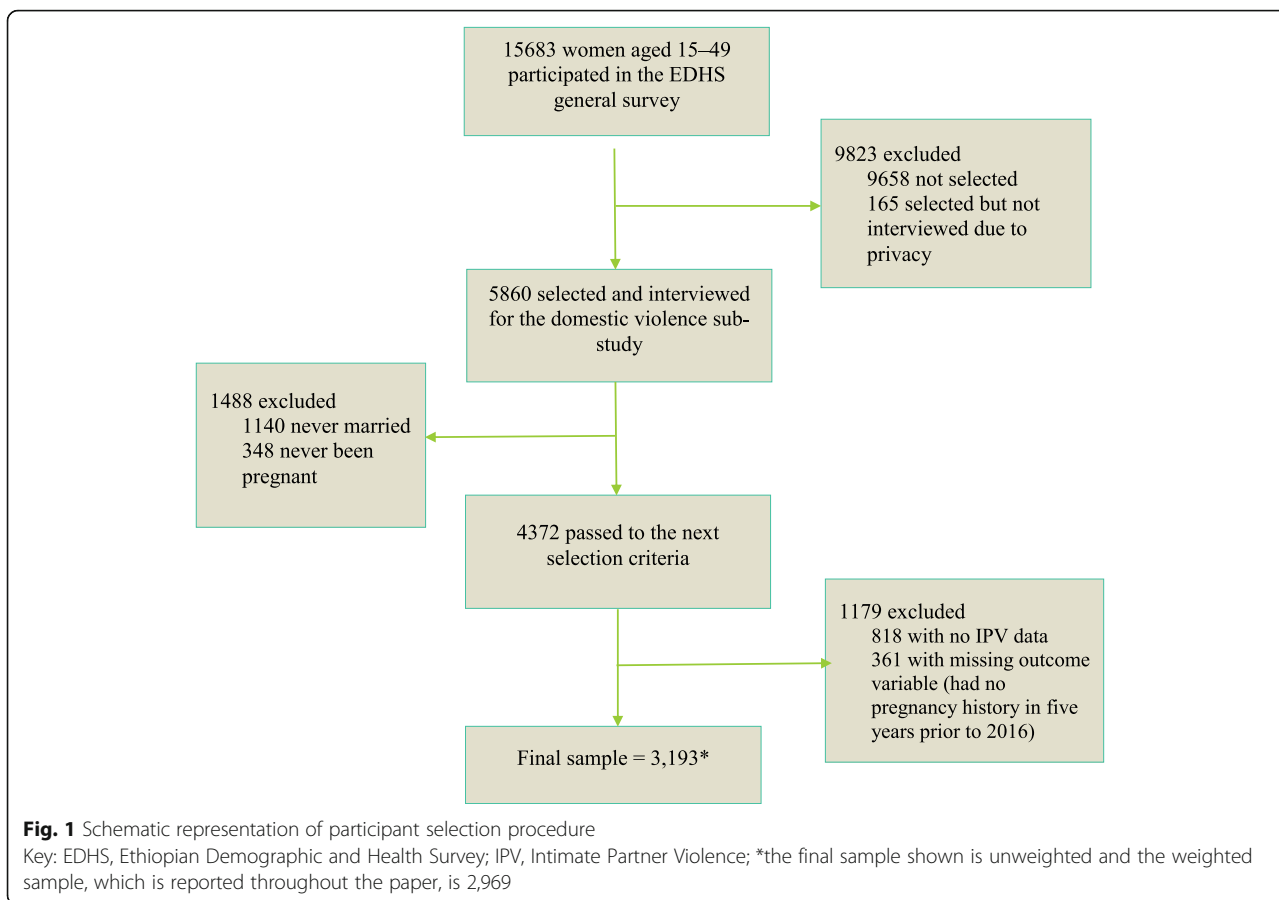 15683 women aged 15–49
participated in the EDHS
general survey
9823 excluded
9658 not selected
165 selected but not
interviewed due to
privacy
5860 selected and interviewed
for the domestic violence sub-
study
1488 excluded
1140 never married
348 never been
pregnant
4372 passed to the next
selection criteria
1179 excluded
818 with no IPV data
361 with missing outcome
variable (had no
pregnancy history in five
years prior to 2016)
Final sample = 3,193*
Fig. 1 Schematic representation of participant selection procedure
Key: EDHS, Ethiopian Demographic and Health Survey; IPV, Intimate Partner Violence; *the final sample shown is unweighted and the weighted
sample, which is reported throughout the paper, is 2,969